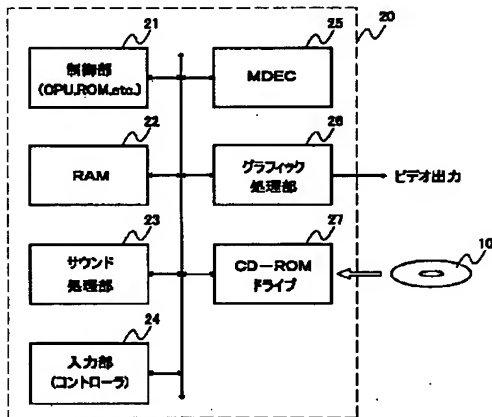 21
25
20
制御部
(CPU,ROM,etc.)
MDEC
22
26
RAM
グラフィック
処理部
ビデオ出力
23
27
サウンド
処理部
CD-ROM
ドライブ
10
24
入力部
(コントローラ)